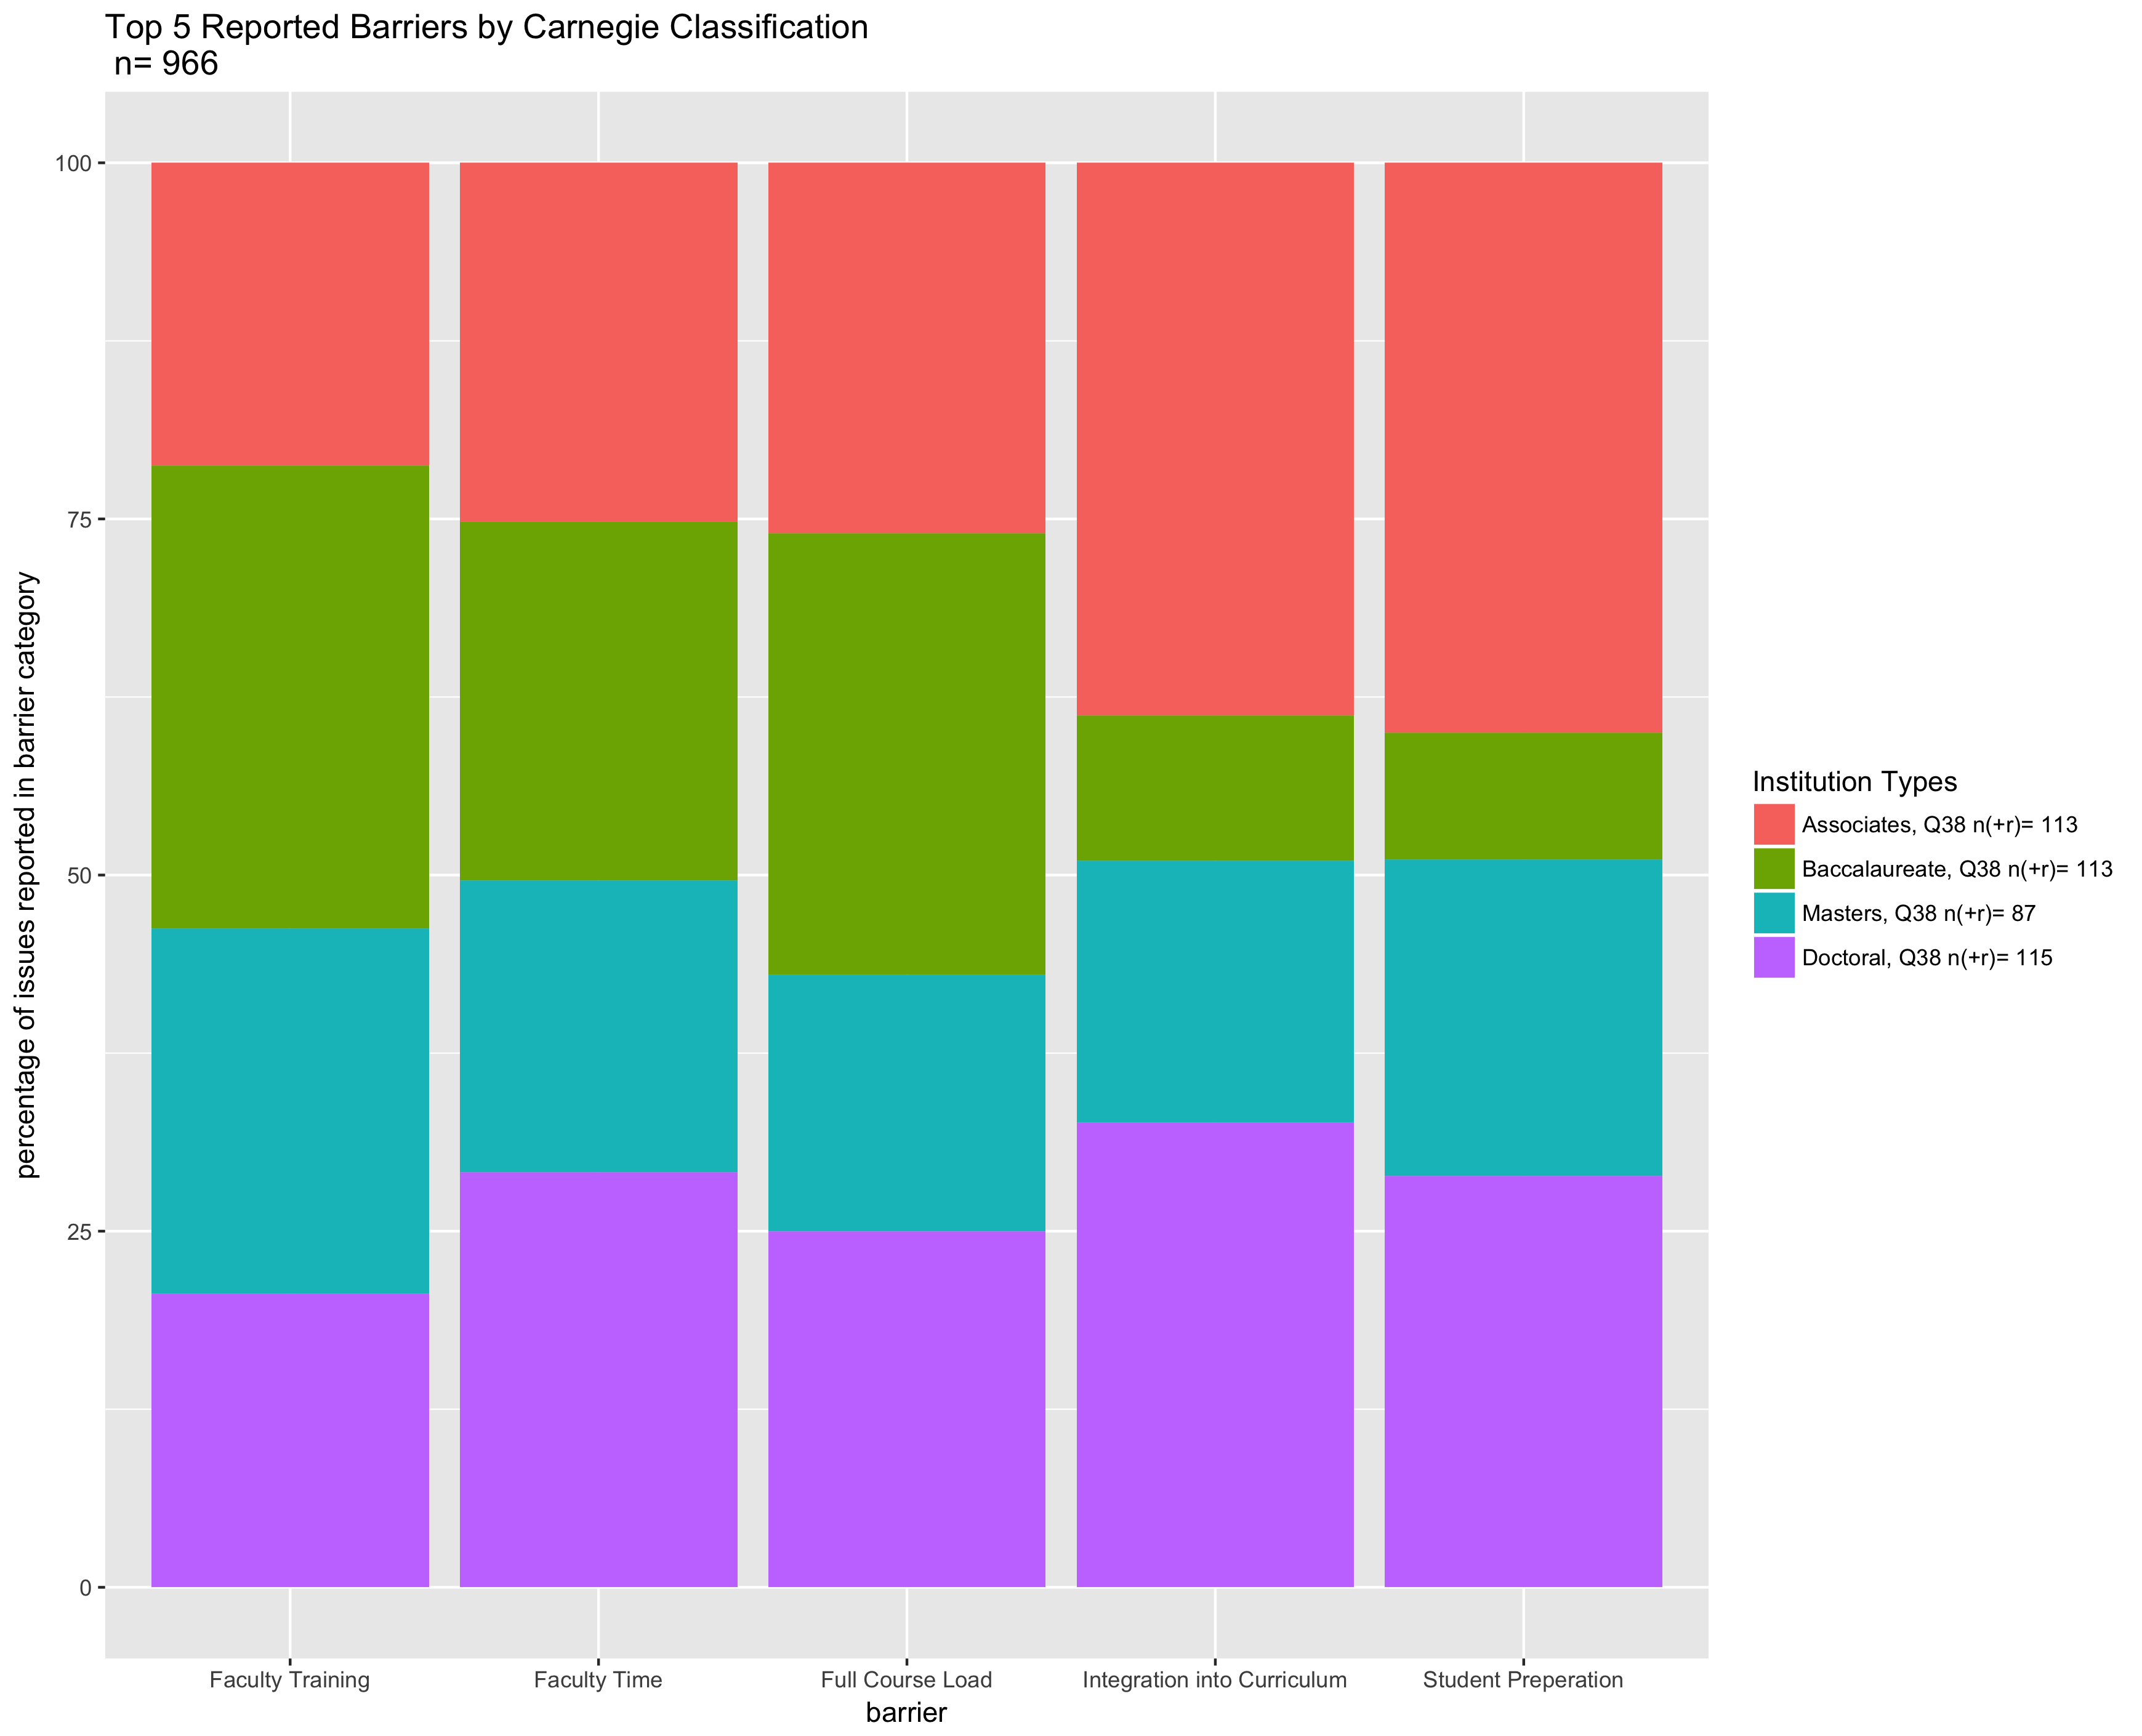 Top 5 Reported Barriers by Carnegie Classification
n= 966
percentage of issues reported in barrier category
100
75
50
25
0
Faculty Training
Faculty Time
Full Course Load
Integration into Curriculum
Student Preperation
barrier
Institution Types
Associates, Q38 n(+r)= 113
Baccalaureate, Q38 n(+r)= 113
Masters, Q38 n(+r)= 87
Doctoral, Q38 n(+r)= 115